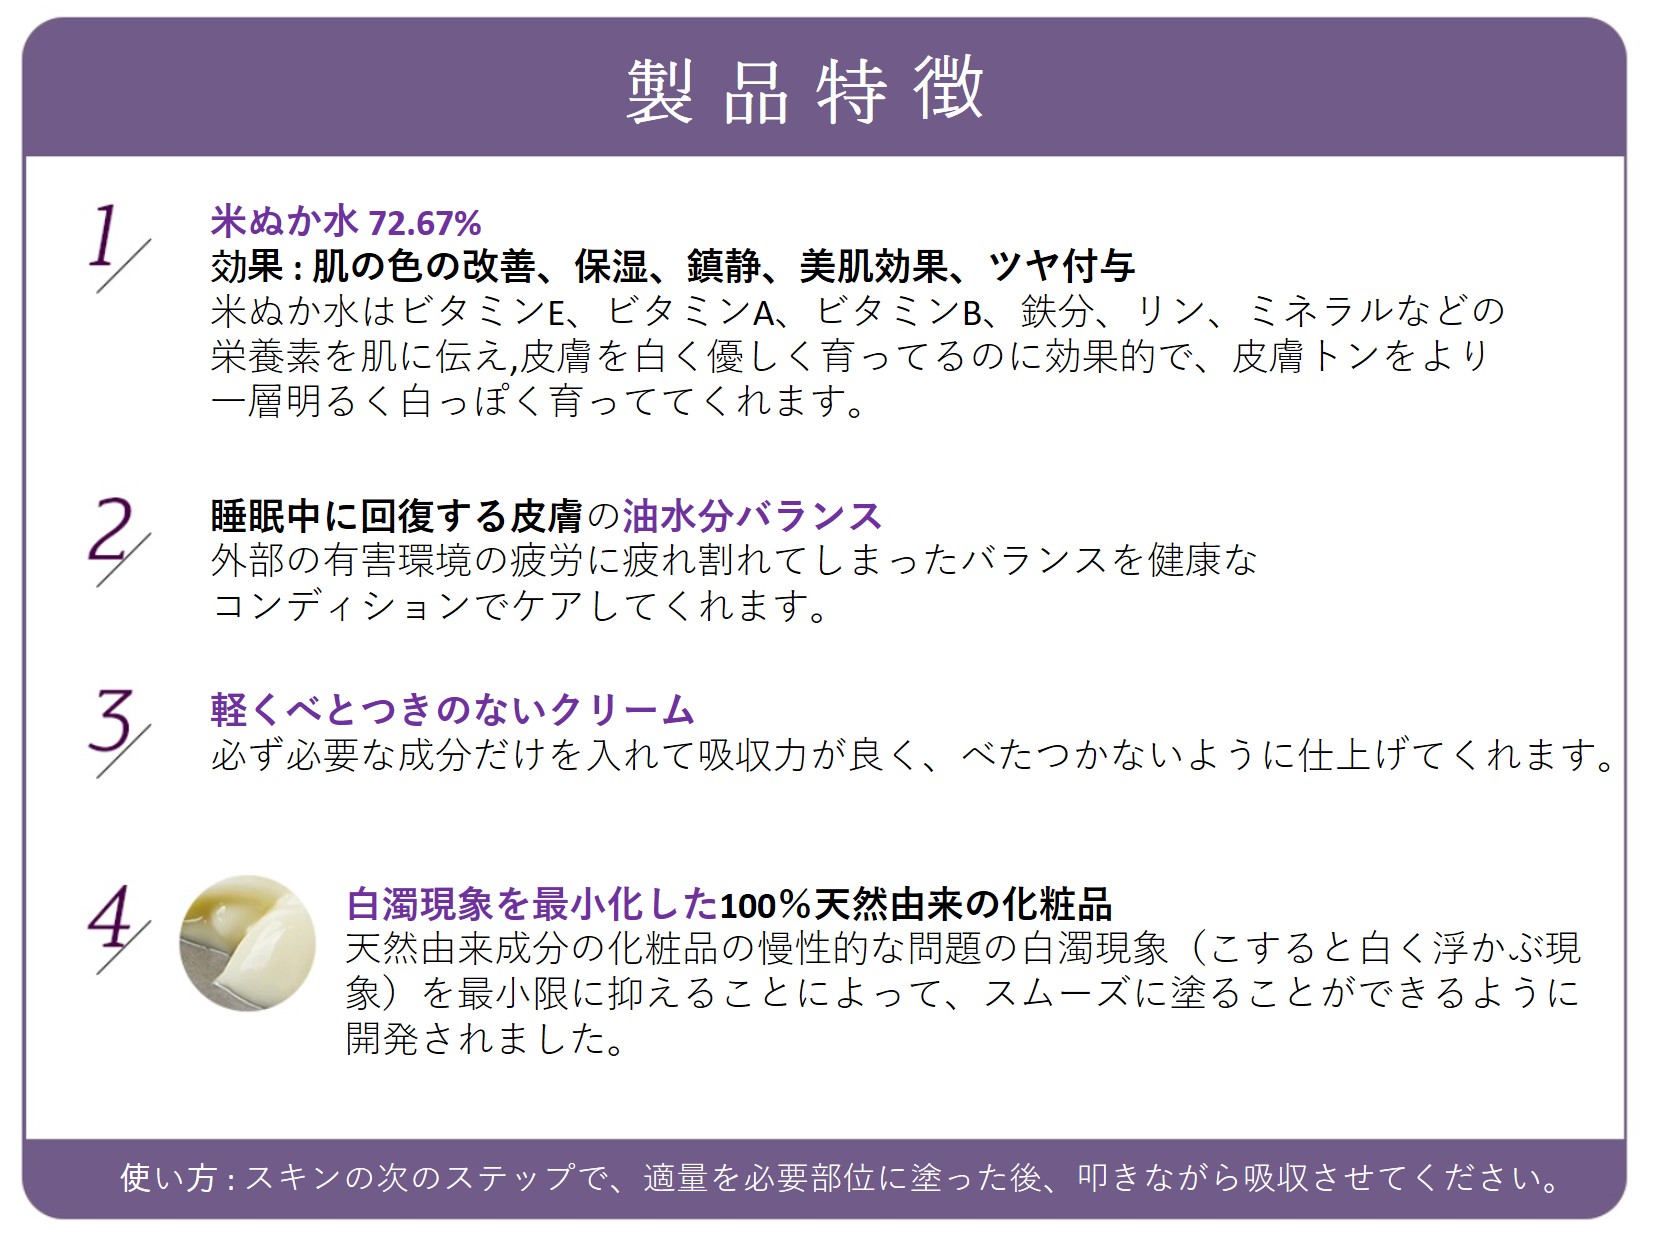 製品特徴
1
米ぬか水 72.67%
効果 : 肌の色の改善、保湿、鎮静、美肌効果、ツヤ付与
米ぬか水はビタミンE、ビタミンA、ビタミンB、鉄分、リン、ミネラルなどの
栄養素を肌に伝え,皮膚を白く優しく育ってるのに効果的で、皮膚トンをより
一層明るく白っぽく育っててくれます。
2
睡眠中に回復する皮膚の油水分バランス
外部の有害環境の疲労に疲れ割れてしまったバランスを健康な
コンディションでケアしてくれます。
3
軽くべとつきのないクリーム
必ず必要な成分だけを入れて吸収力が良く、べたつかないように仕上げてくれます。
4
白濁現象を最小化した100%天然由来の化粧品
天然由来成分の化粧品の慢性的な問題の白濁現象（こすると白く浮かぶ現
象）を最小限に抑えることによって、スムーズに塗ることができるように
開発されました。
使い方 : スキンの次のステップで、適量を必要部位に塗った後、叩きながら吸収させてください。